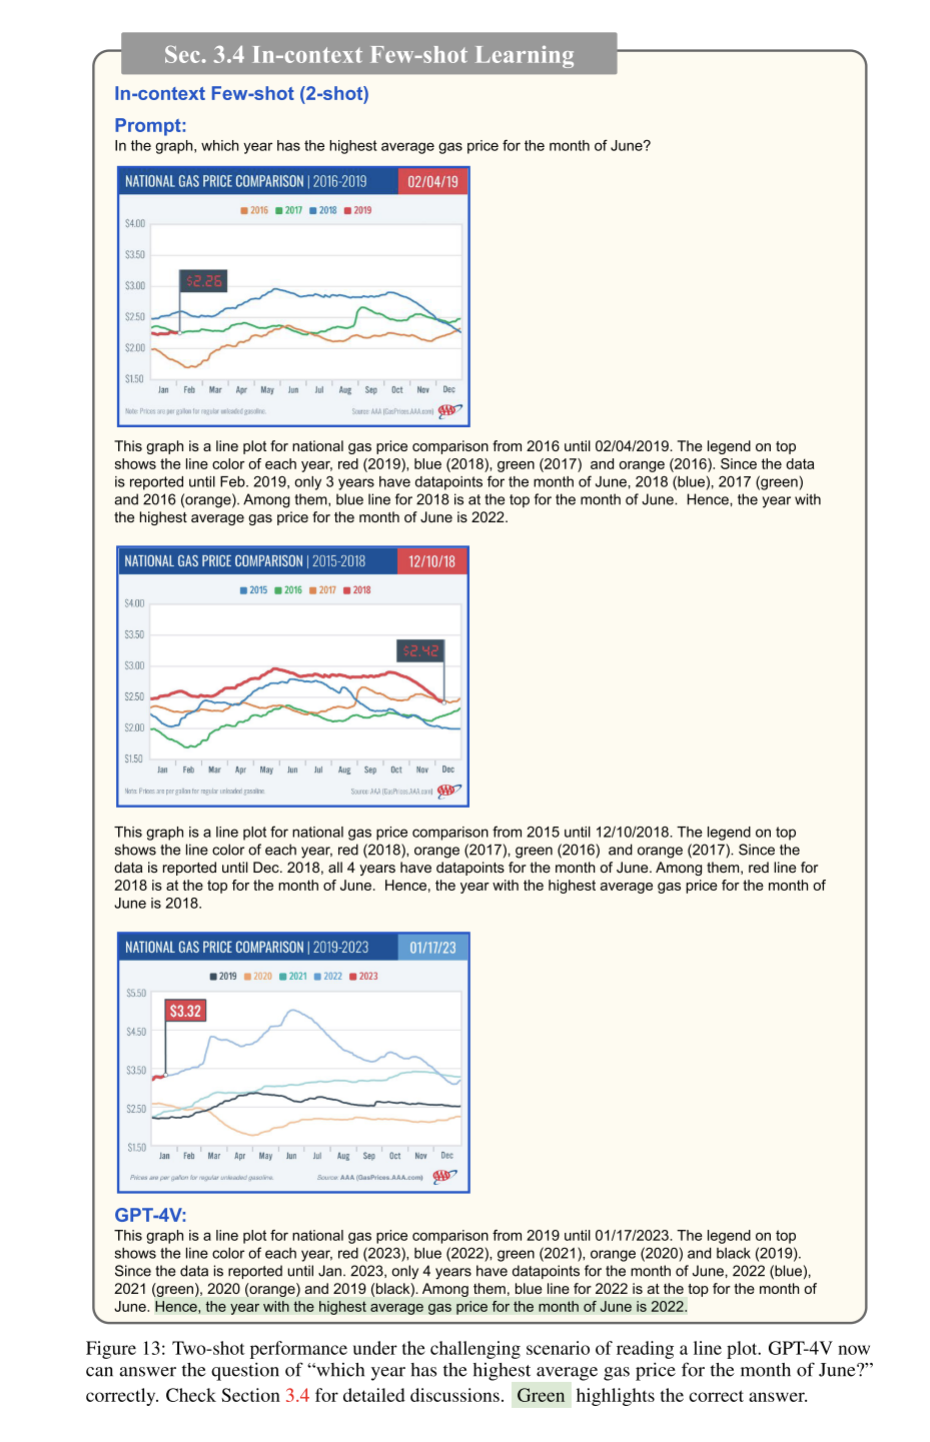 Sec. 3.4 In-context Few-shot Learning
In-context Few-shot (2-shot)
Prompt:
In the graph, which year has the highest average gas price for the month of June?
NATIONAL GAS PRICE COMPARISON | 2016-2019 02/04/19
2016 2017 2018 2019
$4.00
$3.50
$3.00
$2.26
$2.50
$2.00
$1.50
Jan Feb Mar Apr May Jun Jul Aug Sep Oct Nov Dec
Note: Prices are per gallon for regular unleaded gasoline. Source: AAA (GasPrices.AAA.com) AAA
This graph is a line plot for national gas price comparison from 2016 until 02/04/2019. The legend on top
shows the line color of each year, red (2019), blue (2018), green (2017) and orange (2016). Since the data
is reported until Feb. 2019, only 3 years have datapoints for the month of June, 2018 (blue), 2017 (green)
and 2016 (orange). Among them, blue line for 2018 is at the top for the month of June. Hence, the year with
the highest average gas price for the month of June is 2022.
NATIONAL GAS PRICE COMPARISON | 2015-2018 12/10/18
2015 2016 2017 2018
$4.00
$3.50
$2.42
$3.00
$2.50
$2.00
$1.50
Jan Feb Mar Apr May Jun Jul Aug Sep Oct Nov Dec
Note: Prices are per gallon for regular unleaded gasoline. Source: AAA (GasPrices.AAA.com) AAA
This graph is a line plot for national gas price comparison from 2015 until 12/10/2018. The legend on top
shows the line color of each year, red (2018), orange (2017), green (2016) and orange (2017). Since the
data is reported until Dec. 2018, all 4 years have datapoints for the month of June. Among them, red line for
2018 is at the top for the month of June. Hence, the year with the highest average gas price for the month of
June is 2018.
NATIONAL GAS PRICE COMPARISON | 2019-2023 01/17/23
2019 2020 2021 2022 2023
$5.50
$3.32
$4.50
$3.50
$2.50
$1.50
Jan Feb Mar Apr May Jun Jul Aug Sep Oct Nov Dec
Prices are per gallon for regular unleaded gasoline. Source: AAA (GasPrices.AAA.com) AAA
GPT-4V:
This graph is a line plot for national gas price comparison from 2019 until 01/17/2023. The legend on top
shows the line color of each year, red (2023), blue (2022), green (2021), orange (2020) and black (2019).
Since the data is reported until Jan. 2023, only 4 years have datapoints for the month of June, 2022 (blue),
2021 (green), 2020 (orange) and 2019 (black). Among them, blue line for 2022 is at the top for the month of
June. Hence, the year with the highest average gas price for the month of June is 2022.
Figure 13: Two-shot performance under the challenging scenario of reading a line plot. GPT-4V now
can answer the question of “which year has the highest average gas price for the month of June?”
correctly. Check Section 3.4 for detailed discussions. Green highlights the correct answer.